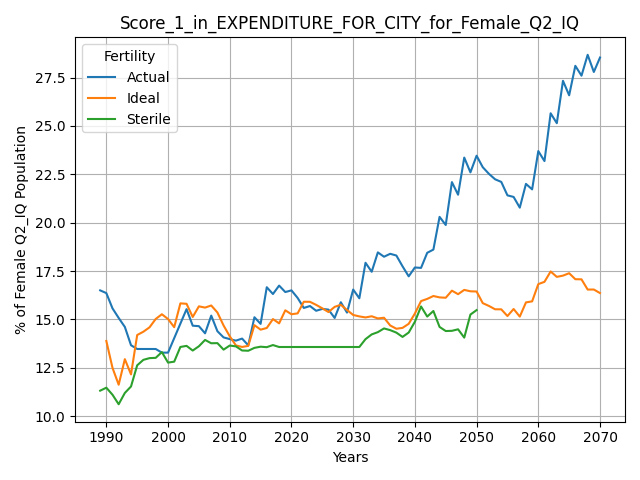 Score_1_in_EXPENDITURE_FOR_CITY_for_Female_Q2_IQ
% of Female Q2_IQ Population
27.5
25.0
22.5
20.0
17.5
15.0
12.5
10.0
Fertility
Actual
Ideal
Sterile
1990 2000 2010 2020 2030 2040 2050 2060 2070
Years